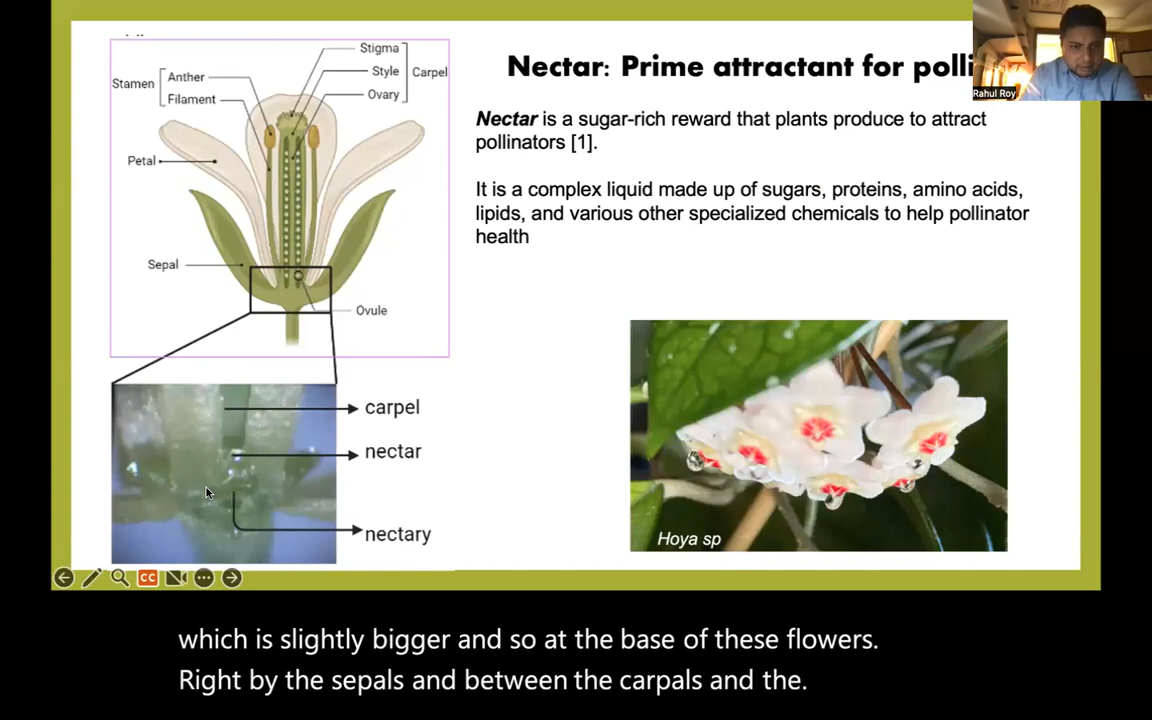 Nectar: Prime attractant for polli
Rahul Roy
Stigma
Style
Carpel
Ovary
Stamen
Anther
Filament
Petal
Sepal
Ovule
Nectar is a sugar-rich reward that plants produce to attract
pollinators [1].
It is a complex liquid made up of sugars, proteins, amino acids,
lipids, and various other specialized chemicals to help pollinator
health
carpel
nectar
nectary
Hoya sp
CC
which is slightly bigger and so at the base of these flowers.
Right by the sepals and between the carpals and the.